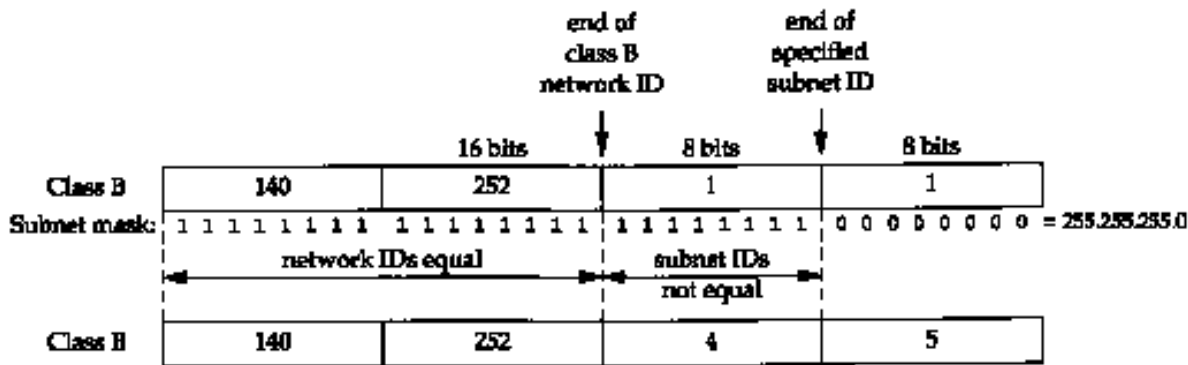 end of
class B
network ID
end of
specified
subnet ID
16 bits 8 bits 8 bits
Class B 140 252 1 1
Subnet mask: 1 1 1 1 1 1 1 1 1 1 1 1 1 1 1 1 1 1 1 1 1 1 1 1 0 0 0 0 0 0 0 0 = 255.255.255.0
network IDs equal
subnet IDs
not equal
Class B 140 252 4 5